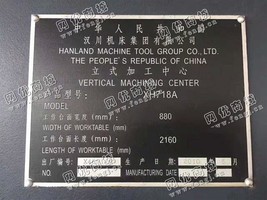 中 华 人 民 共 和 国
汉川机床集团有限公司
HANLAND MACHINE TOOL GROUP CO., LTD.
THE PEOPLE'S REPUBLIC OF CHINA
立式加工中心
VERTICAL MACHINING CENTER
型号: XH718A
MODEL
工作台面宽度(mm): 880
WIDTH OF WORKTABLE (mm)
工作台面长度(mm): 2160
LENGTH OF WORKTABLE (mm)
出厂编号: 生产日期:
MANUFACTURING DATE